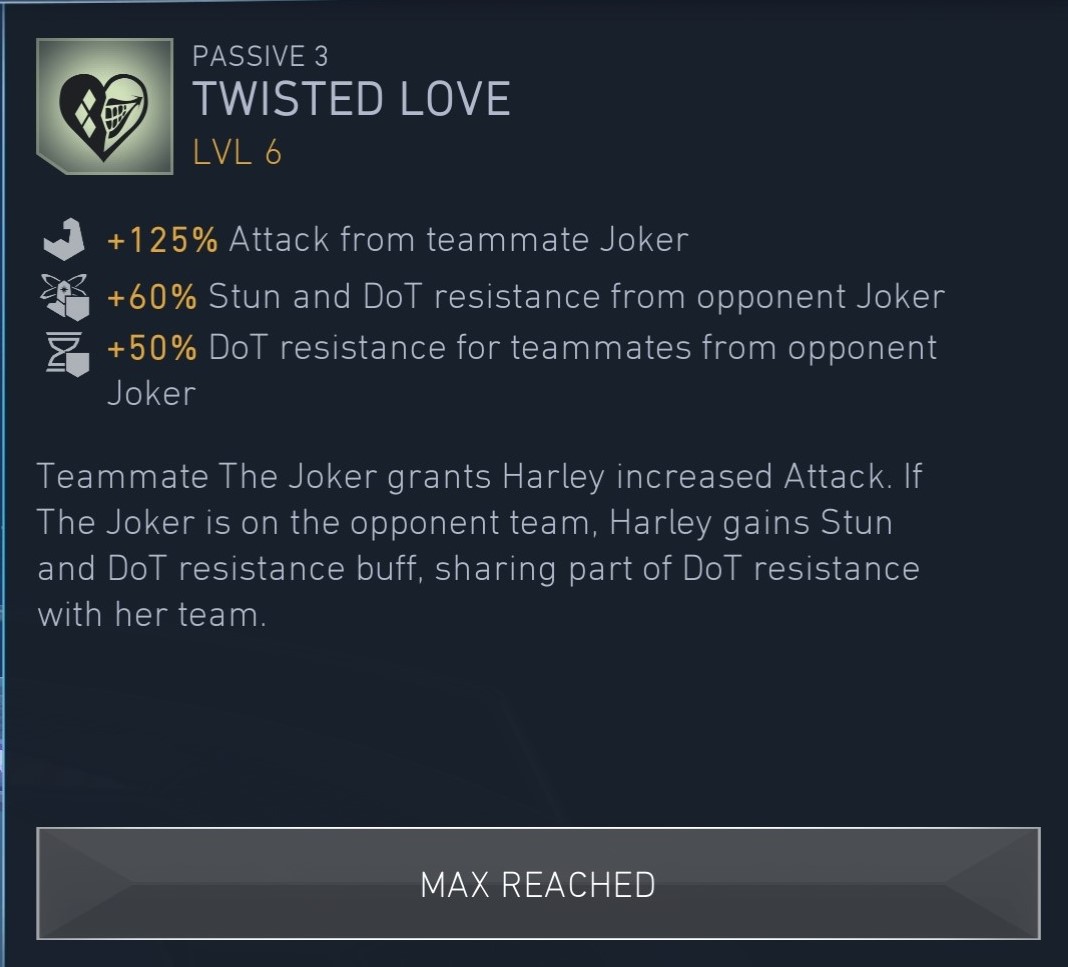 PASSIVE 3
TWISTED LOVE
LVL 6
+125% Attack from teammate Joker
+60% Stun and DoT resistance from opponent Joker
+50% DoT resistance for teammates from opponent
Joker
Teammate The Joker grants Harley increased Attack. If
The Joker is on the opponent team, Harley gains Stun
and DoT resistance buff, sharing part of DoT resistance
with her team.
MAX REACHED